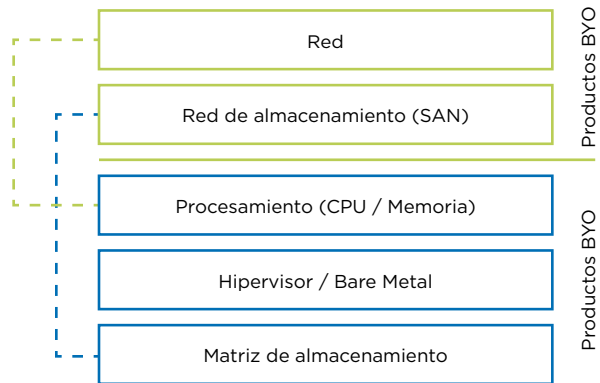 Red
Productos BYO
Red de almacenamiento (SAN)
Procesamiento (CPU / Memoria)
Hipervisor / Bare Metal
Productos BYO
Matriz de almacenamiento